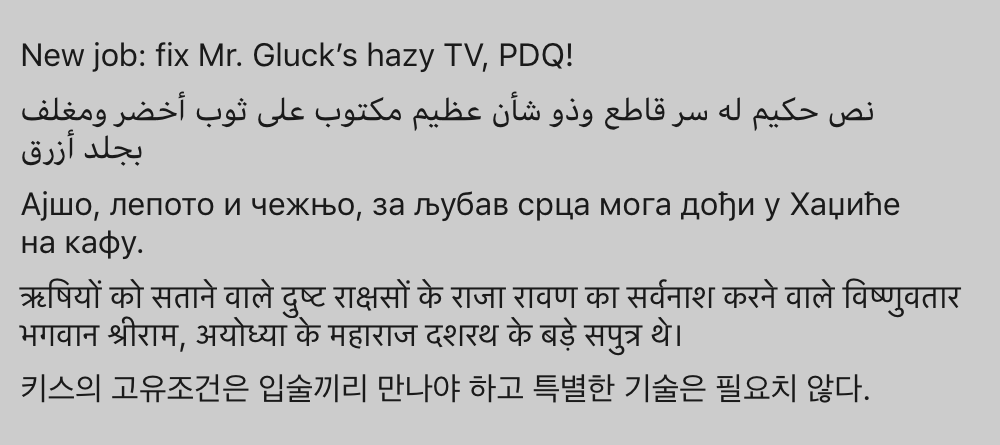 New job: fix Mr. Gluck’s hazy TV, PDQ!
نص حكيم له سر قاطع وذو شأن عظيم مكتوب على ثوب أخضر ومغلف
بجلد أزرق
Ајшо, лепото и чежњо, за љубав срца мога дођи у Хаџиће
на кафу.
ऋषियों को सताने वाले दुष्ट राक्षसों के राजा रावण का सर्वनाश करने वाले विष्णुवतार
भगवान श्रीराम, अयोध्या के महाराज दशरथ के बड़े सपुत्र थे।
키스의 고유조건은 입술끼리 만나야 하고 특별한 기술은 필요치 않다.